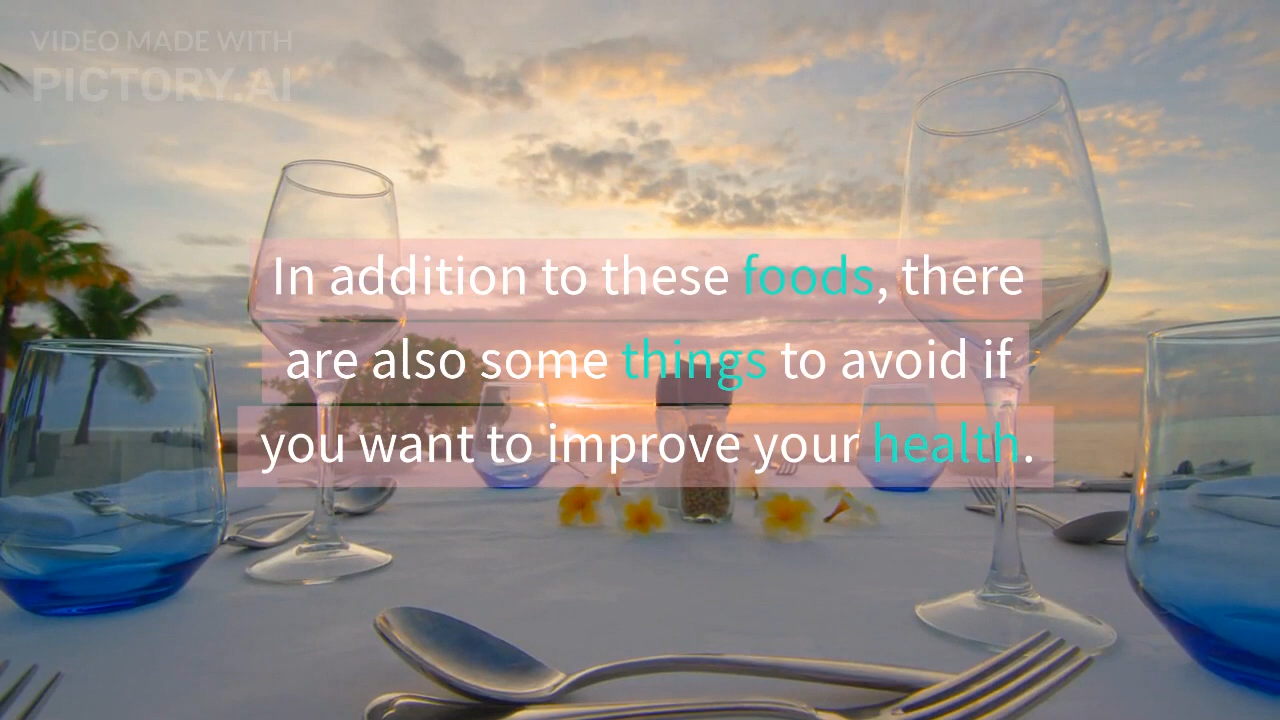 VIDEO MADE WITH
PICTORY.AI
In addition to these foods, there
are also some things to avoid if
you want to improve your health.